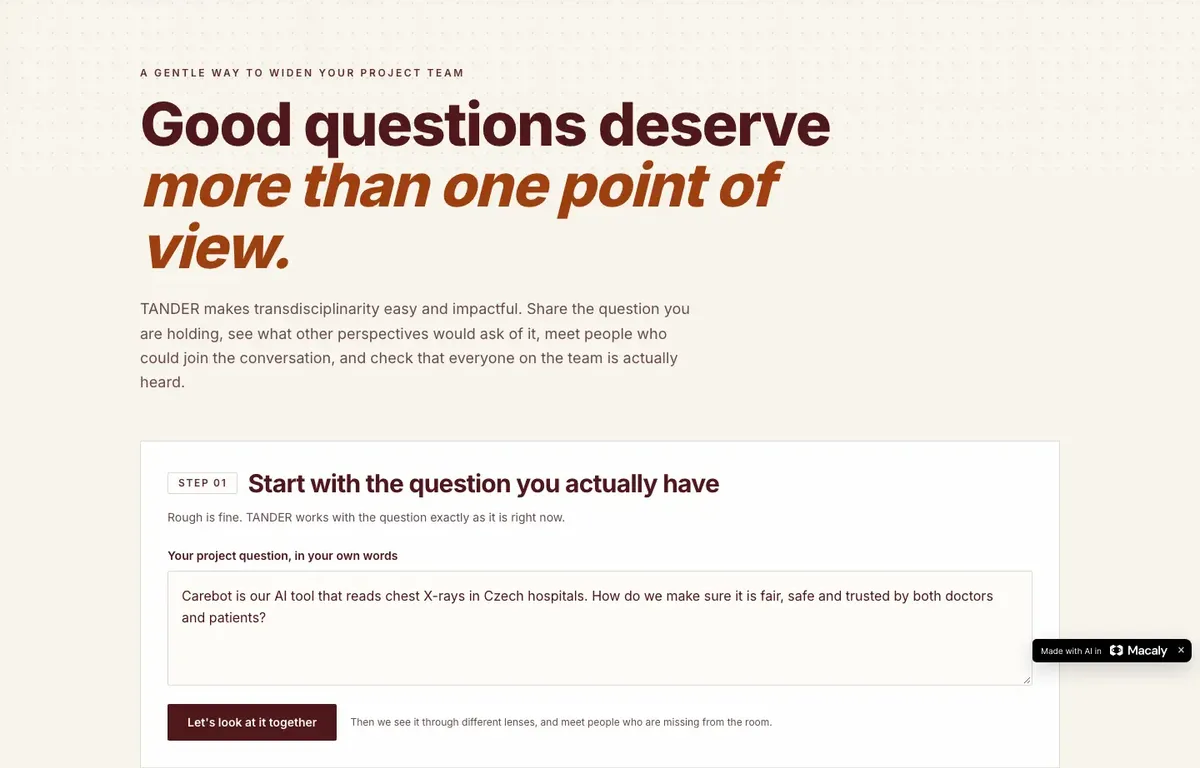 A GENTLE WAY TO WIDEN YOUR PROJECT TEAM
Good questions deserve
more than one point of
view.
TANDER makes transdisciplinarity easy and impactful. Share the question you
are holding, see what other perspectives would ask of it, meet people who
could join the conversation, and check that everyone on the team is actually
heard.
STEP 01 Start with the question you actually have
Rough is fine. TANDER works with the question exactly as it is right now.
Your project question, in your own words
Carebot is our AI tool that reads chest X-rays in Czech hospitals. How do we make sure it is fair, safe and trusted by both doctors
and patients?
Made with AI in Macaly ×
Let's look at it together Then we see it through different lenses, and meet people who are missing from the room.